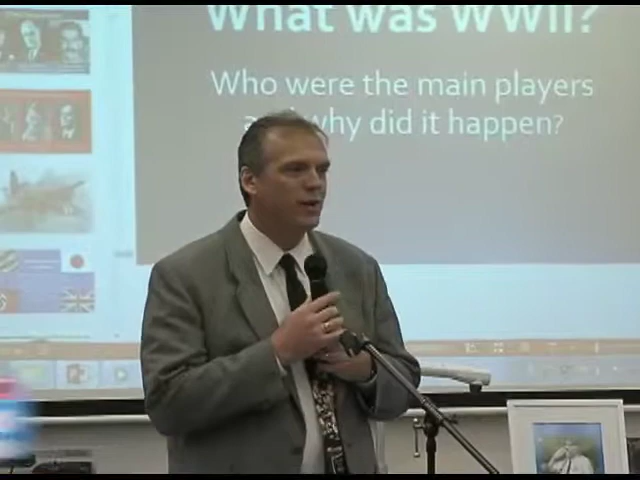 What was WWII?
Who were the main players
why did it happen?